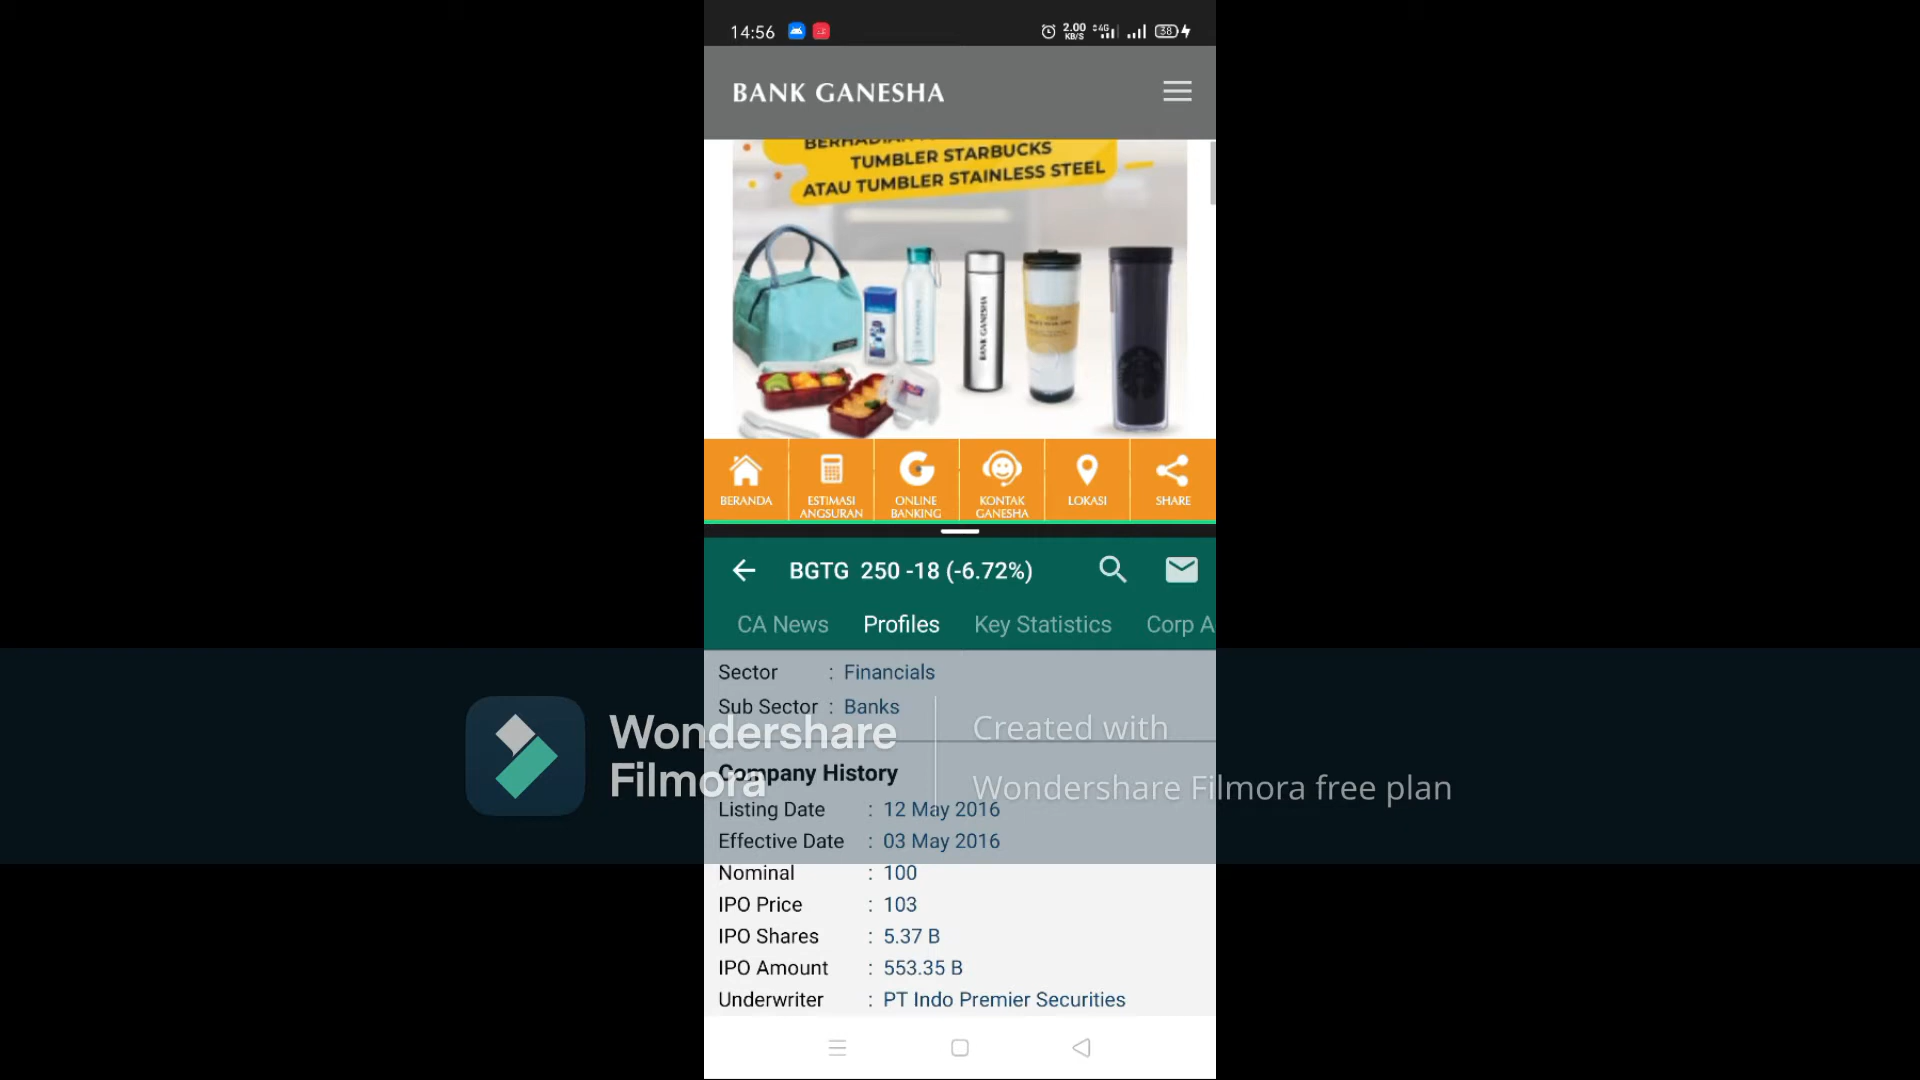 14:56
2.00
KB/S
4G
38
BANK GANESHA
TUMBLER STARBUCKS
ATAU TUMBLER STAINLESS STEEL
BANK GANESHA
BERANDA
ESTIMASI
ANGSURAN
ONLINE
BANKING
KONTAK
GANESHA
LOKASI
SHARE
BGTG 250 -18 (-6.72%)
CA News
Profiles
Key Statistics
Corp A
Sector : Financials
Sub Sector : Banks
Wondershare
Filmora
Created with
Wondershare Filmora free plan
Company History
Listing Date : 12 May 2016
Effective Date : 03 May 2016
Nominal : 100
IPO Price : 103
IPO Shares : 5.37 B
IPO Amount : 553.35 B
Underwriter : PT Indo Premier Securities